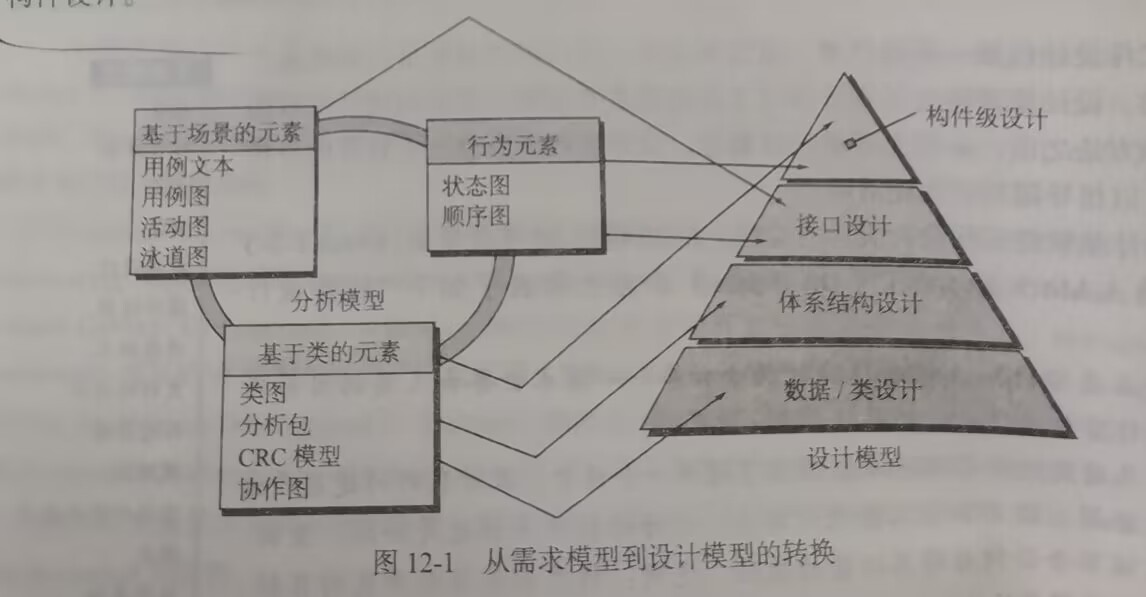 构件设计。
基于场景的元素
用例文本
用例图
活动图
泳道图
行为元素
状态图
顺序图
分析模型
基于类的元素
类图
分析包
CRC 模型
协作图
构件级设计
接口设计
体系结构设计
数据 / 类设计
设计模型
图 12-1 从需求模型到设计模型的转换